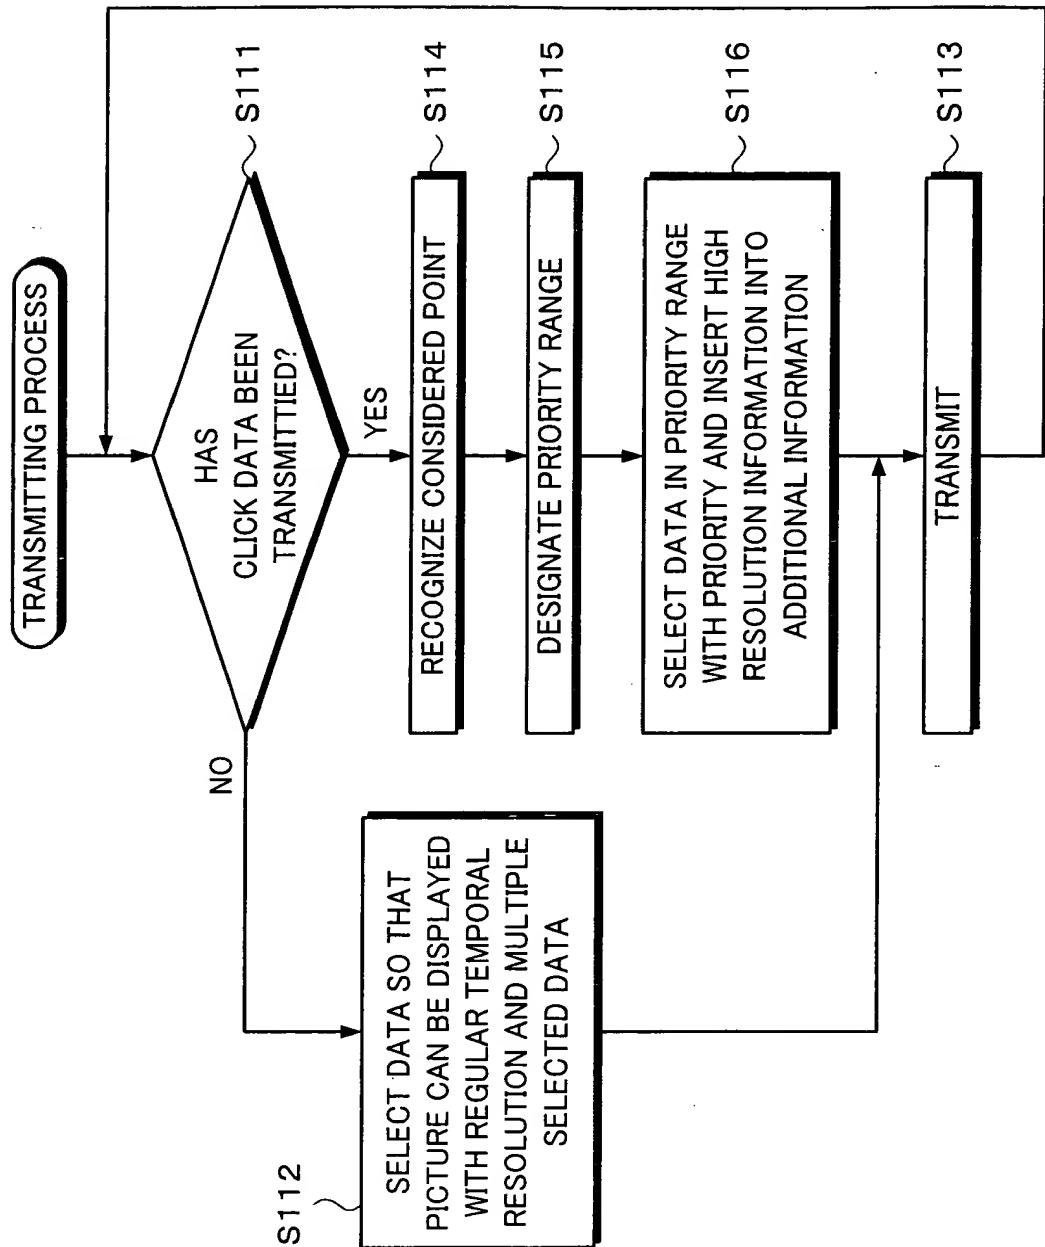 TRANSMITTING PROCESS
S111
HAS
CLICK DATA BEEN
TRANSMITTIED?
NO
YES
S112
SELECT DATA SO THAT
PICTURE CAN BE DISPLAYED
WITH REGULAR TEMPORAL
RESOLUTION AND MULTIPLE
SELECTED DATA
S114
RECOGNIZE CONSIDERED POINT
S115
DESIGNATE PRIORITY RANGE
S116
SELECT DATA IN PRIORITY RANGE
WITH PRIORITY AND INSERT HIGH
RESOLUTION INFORMATION INTO
ADDITIONAL INFORMATION
S113
TRANSMIT